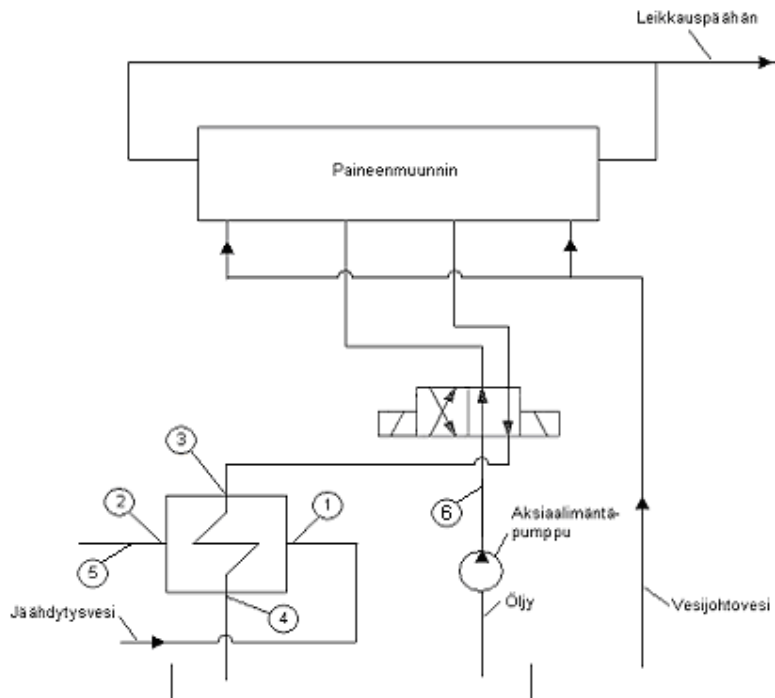 Leikkauspäähän
Paineenmuunnin
3
2
1
6
Aksiaalimäntä-
pumppu
5
4
Öljy
Vesijohtovesi
Jäähdytysvesi